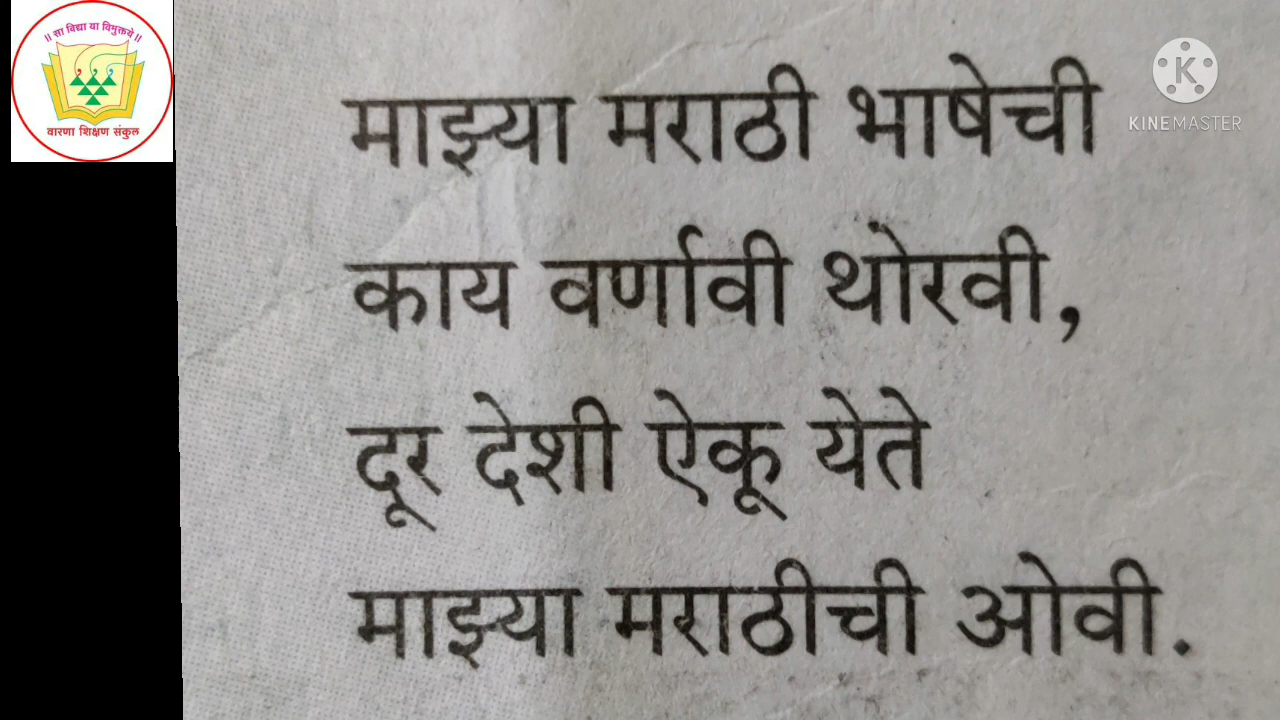 ॥ सा विद्या या विमुक्तये॥
वारणा शिक्षण संकुल
KINEMASTER
माझ्या मराठी भाषेची
काय वर्णावी थोरवी,
दूर देशी ऐकू येते
माझ्या मराठीची ओवी.